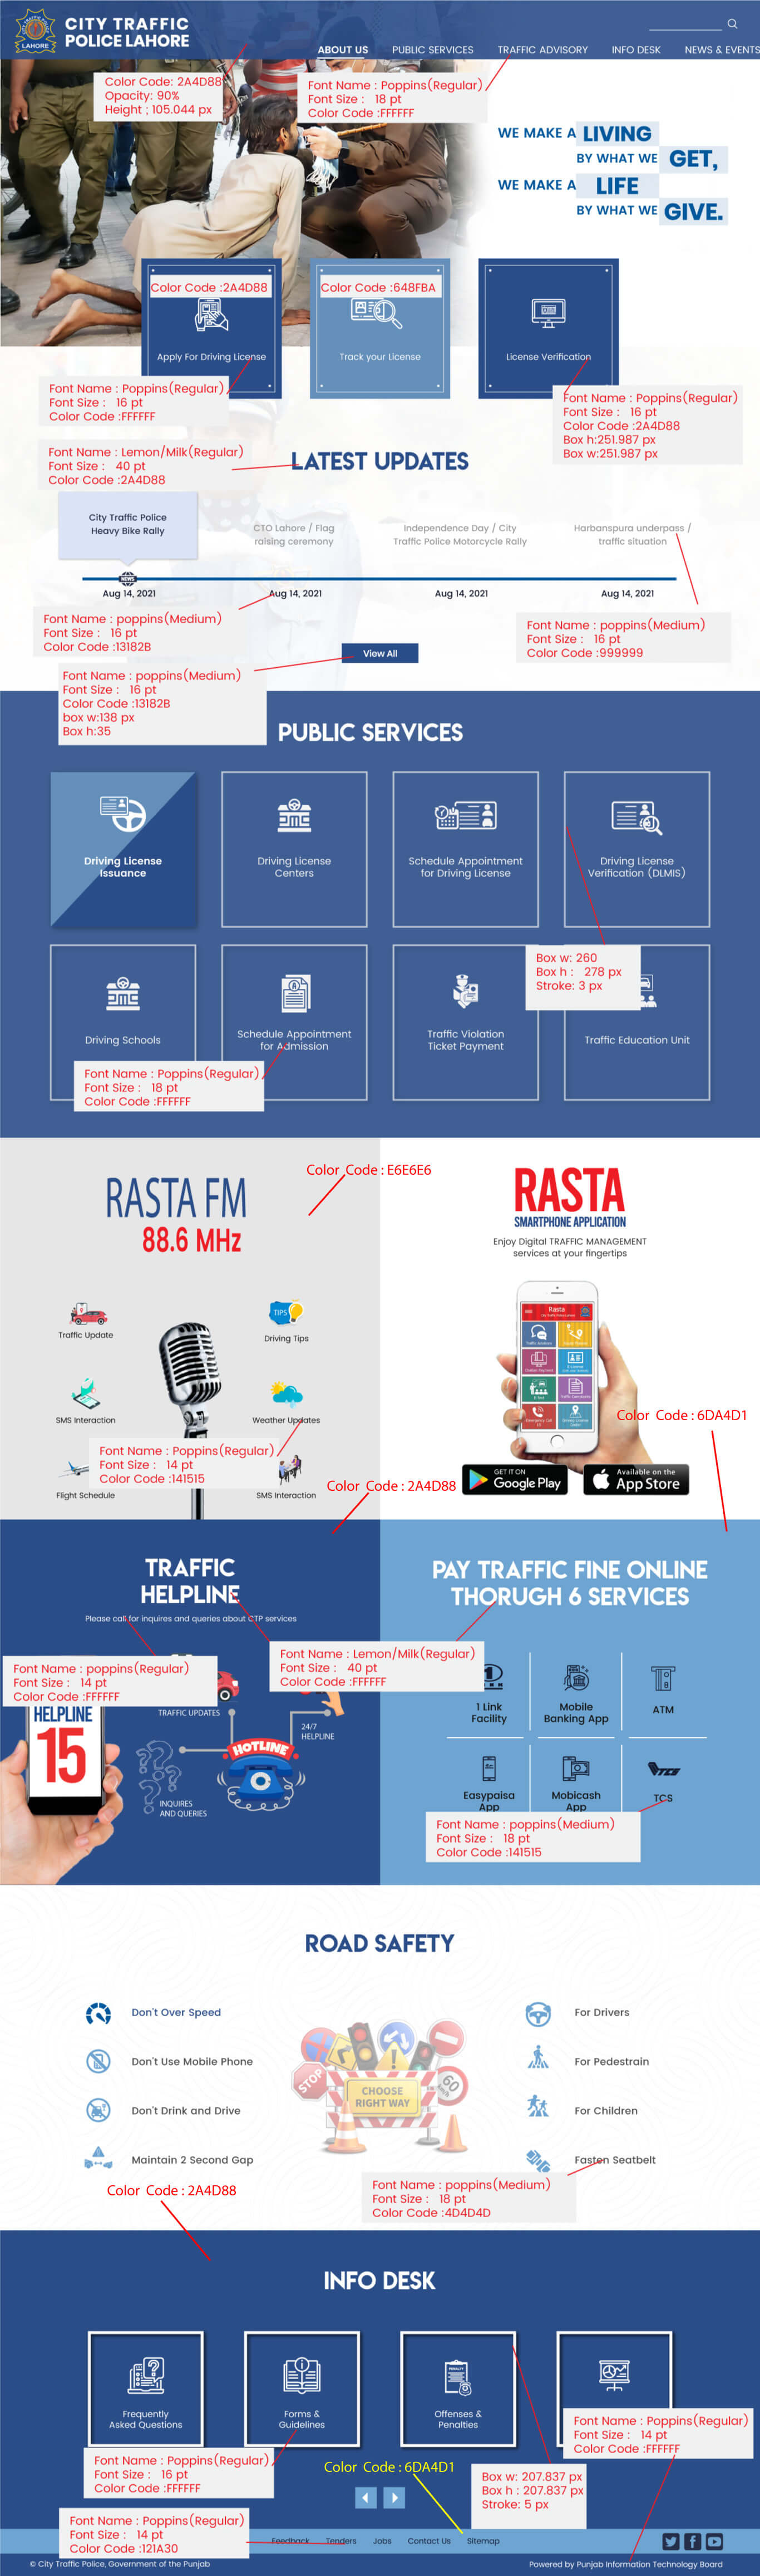 CITY TRAFFIC
POLICE LAHORE
LAHORE
ABOUT US PUBLIC SERVICES TRAFFIC ADVISORY INFO DESK NEWS & EVENTS
Color Code: 2A4D88
Opacity: 90%
Height ; 105.044 px
Font Name : Poppins(Regular)
Font Size : 18 pt
Color Code :FFFFFF
WE MAKE A LIVING
BY WHAT WE GET,
WE MAKE A LIFE
BY WHAT WE GIVE.
Color Code :2A4D88
Color Code :648FBA
Apply For Driving License
Track your License
License Verification
Font Name : Poppins(Regular)
Font Size : 16 pt
Color Code :FFFFFF
Font Name : Poppins(Regular)
Font Size : 16 pt
Color Code :2A4D88
Box h:251.987 px
Box w:251.987 px
Font Name : Lemon/Milk(Regular)
Font Size : 40 pt
Color Code :2A4D88
LATEST UPDATES
City Traffic Police
Heavy Bike Rally
CTO Lahore / Flag
raising ceremony
Independence Day / City
Traffic Police Motorcycle Rally
Harbanspura underpass /
traffic situation
NEWS
Aug 14, 2021 Aug 14, 2021 Aug 14, 2021 Aug 14, 2021
Font Name : poppins(Medium)
Font Size : 16 pt
Color Code :13182B
Font Name : poppins(Medium)
Font Size : 16 pt
Color Code :999999
View All
Font Name : poppins(Medium)
Font Size : 16 pt
Color Code :13182B
box w:138 px
Box h:35
PUBLIC SERVICES
Driving License
Issuance
Driving License
Centers
Schedule Appointment
for Driving License
Driving License
Verification (DLMIS)
Box w: 260
Box h : 278 px
Stroke: 3 px
Driving Schools
Schedule Appointment
for Admission
Traffic Violation
Ticket Payment
Traffic Education Unit
Font Name : Poppins(Regular)
Font Size : 18 pt
Color Code :FFFFFF
Color Code : E6E6E6
RASTA FM
88.6 MHz
RASTA
SMARTPHONE APPLICATION
Enjoy Digital TRAFFIC MANAGEMENT
services at your fingertips
TIPS
Traffic Update
Driving Tips
Rasta
SMS Interaction
Weather Updates
Color Code : 6DA4D1
Font Name : Poppins(Regular)
Font Size : 14 pt
Color Code :141515
Flight Schedule
SMS Interaction
Color Code : 2A4D88
GET IT ON
Google Play
Available on the
App Store
TRAFFIC
HELPLINE
Please call for inquires and queries about CTP services
PAY TRAFFIC FINE ONLINE
THORUGH 6 SERVICES
Font Name : poppins(Regular)
Font Size : 14 pt
Color Code :FFFFFF
Font Name : Lemon/Milk(Regular)
Font Size : 40 pt
Color Code :FFFFFF
HELPLINE
15
TRAFFIC UPDATES
24/7
HELPLINE
HOTLINE
INQUIRES
AND QUERIES
1 Link
Facility
Mobile
Banking App
ATM
TCS
Easypaisa
App
Mobicash
App
TCS
Font Name : poppins(Medium)
Font Size : 18 pt
Color Code :141515
ROAD SAFETY
Don't Over Speed
Don't Use Mobile Phone
Don't Drink and Drive
Maintain 2 Second Gap
STOP
CHOOSE
RIGHT WAY
60
For Drivers
For Pedestrain
For Children
Fasten Seatbelt
Color Code : 2A4D88
Font Name : poppins(Medium)
Font Size : 18 pt
Color Code :4D4D4D
INFO DESK
PENALTY
Frequently
Asked Questions
Forms &
Guidelines
Offenses &
Penalties
Font Name : Poppins(Regular)
Font Size : 14 pt
Color Code :FFFFFF
Font Name : Poppins(Regular)
Font Size : 16 pt
Color Code :FFFFFF
Color Code : 6DA4D1
Box w: 207.837 px
Box h : 207.837 px
Stroke: 5 px
Font Name : Poppins(Regular)
Font Size : 14 pt
Color Code :121A30
Feedback Tenders Jobs Contact Us Sitemap
© City Traffic Police, Government of the Punjab
Powered by Punjab Information Technology Board